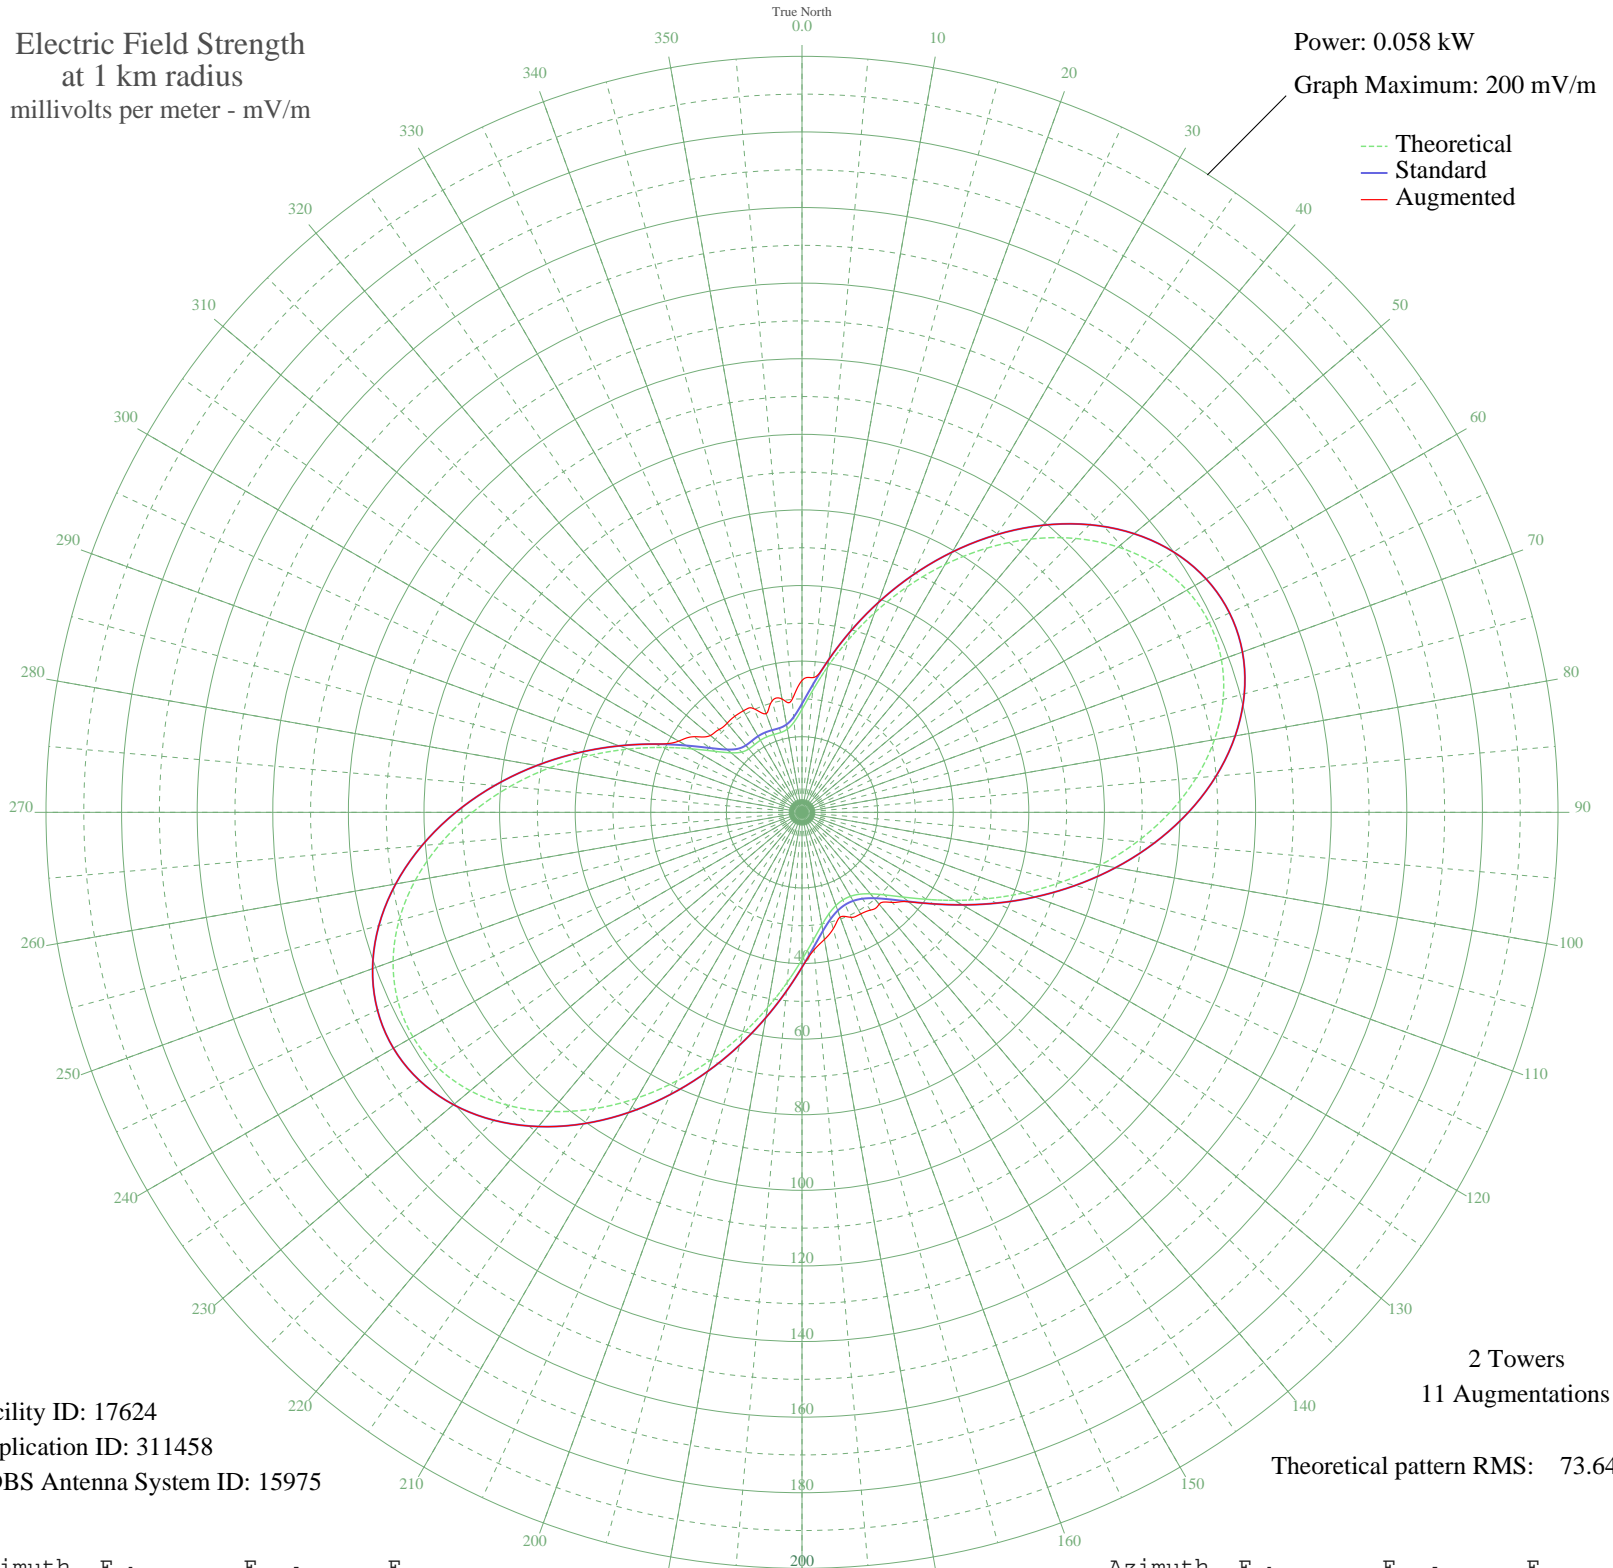 True North
0.0
Electric Field Strength
at 1 km radius
millivolts per meter - mV/m
Power: 0.058 kW
Graph Maximum: 200 mV/m
Theoretical
Standard
Augmented
10
20
30
40
50
60
70
80
90
100
110
120
130
140
150
160
200
210
220
230
240
250
260
270
280
290
300
310
320
330
340
350
40
60
80
100
120
140
160
180
200
2 Towers
11 Augmentations
Theoretical pattern RMS: 73.64
cility ID: 17624
plication ID: 311458
DBS Antenna System ID: 15975